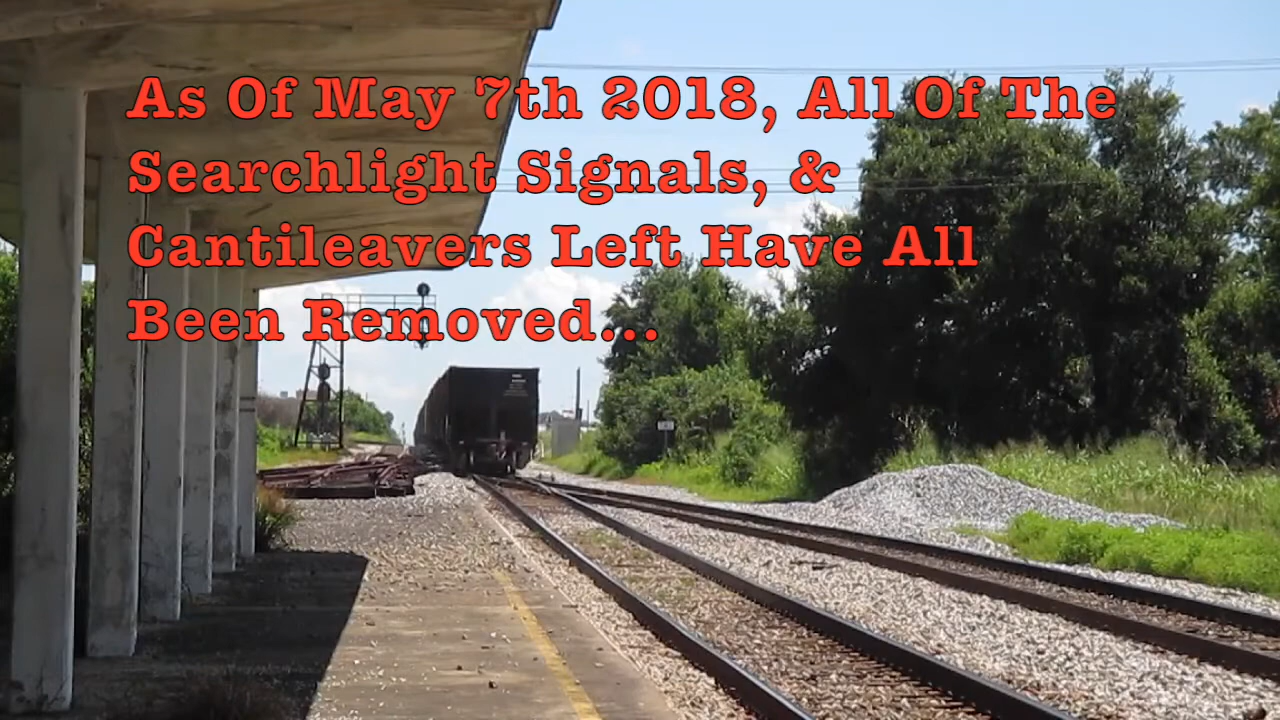 As Of May 7th 2018, All Of The
Searchlight Signals, &
Cantileavers Left Have All
Been Removed...